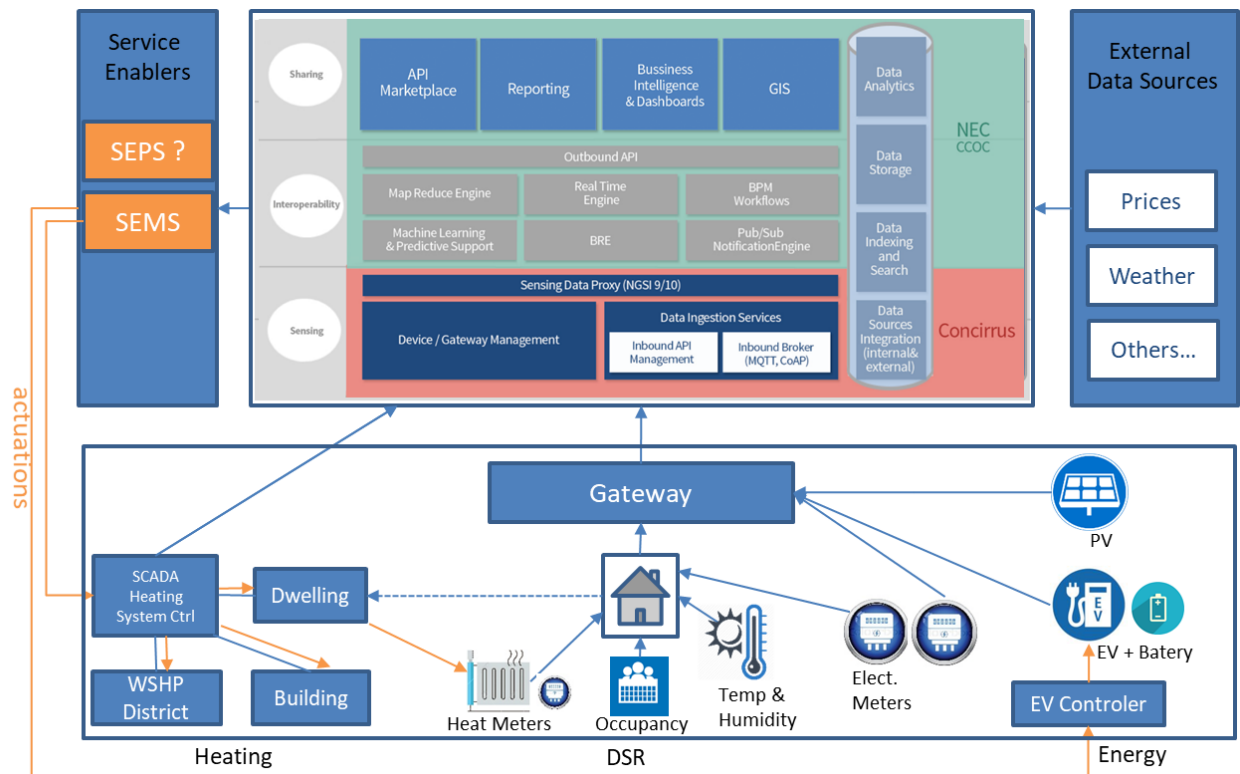 Service
Enablers
SEPS ?
SEMS
actuations
Sharing
API
Marketplace
Reporting
Bussiness
Intelligence
& Dashboards
GIS
Interoperability
Outbound API
Map Reduce Engine
Real Time
Engine
BPM
Workflows
Machine Learning
& Predictive Support
BRE
Pub/Sub
NotificationEngine
Sensing
Sensing Data Proxy (NGSI 9/10)
Device / Gateway Management
Data Ingestion Services
Inbound API
Management
Inbound Broker
(MQTT, CoAP)
Data
Analytics
Data
Storage
Data
Indexing
and
Search
Data
Sources
Integration
(internal&
external)
NEC
CCOC
Concirrus
External
Data Sources
Prices
Weather
Others...
Gateway
PV
SCADA
Heating
System Ctrl
Dwelling
WSHP
District
Building
Heat Meters
Occupancy
Temp &
Humidity
Elect.
Meters
E
V
EV + Batery
EV Controler
Heating
DSR
Energy